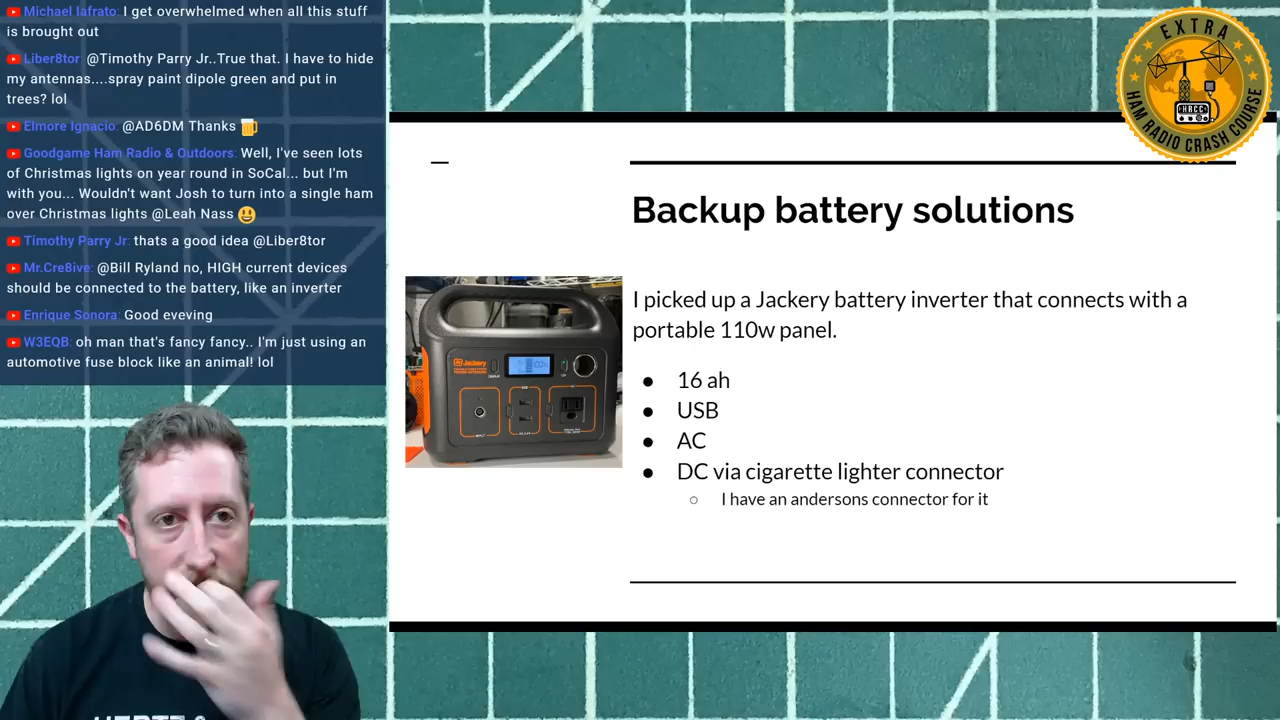 Michael Iafrato: I get overwhelmed when all this stuff
is brought out
Liber8tor @Timothy Parry Jr..True that. I have to hide
my antennas....spray paint dipole green and put in
trees? lol
Elmore Ignacio: @AD6DM Thanks 🍺
Goodgame Ham Radio & Outdoors: Well, I've seen lots
of Christmas lights on year round in SoCal... but I'm
with you... Wouldn't want Josh to turn into a single ham
over Christmas lights @Leah Nass 😃
Timothy Parry Jr: thats a good idea @Liber8tor
Mr.Cre8ive: @Bill Ryland no, HIGH current devices
should be connected to the battery, like an inverter
Enrique Sonora: Good eveving
W3EQB: oh man that's fancy fancy.. I'm just using an
automotive fuse block like an animal! lol
EXTRA
HRCC
HAM RADIO CRASH COURSE
Backup battery solutions
I picked up a Jackery battery inverter that connects with a
portable 110w panel.
● 16 ah
● USB
● AC
● DC via cigarette lighter connector
○ I have an andersons connector for it
Jackery